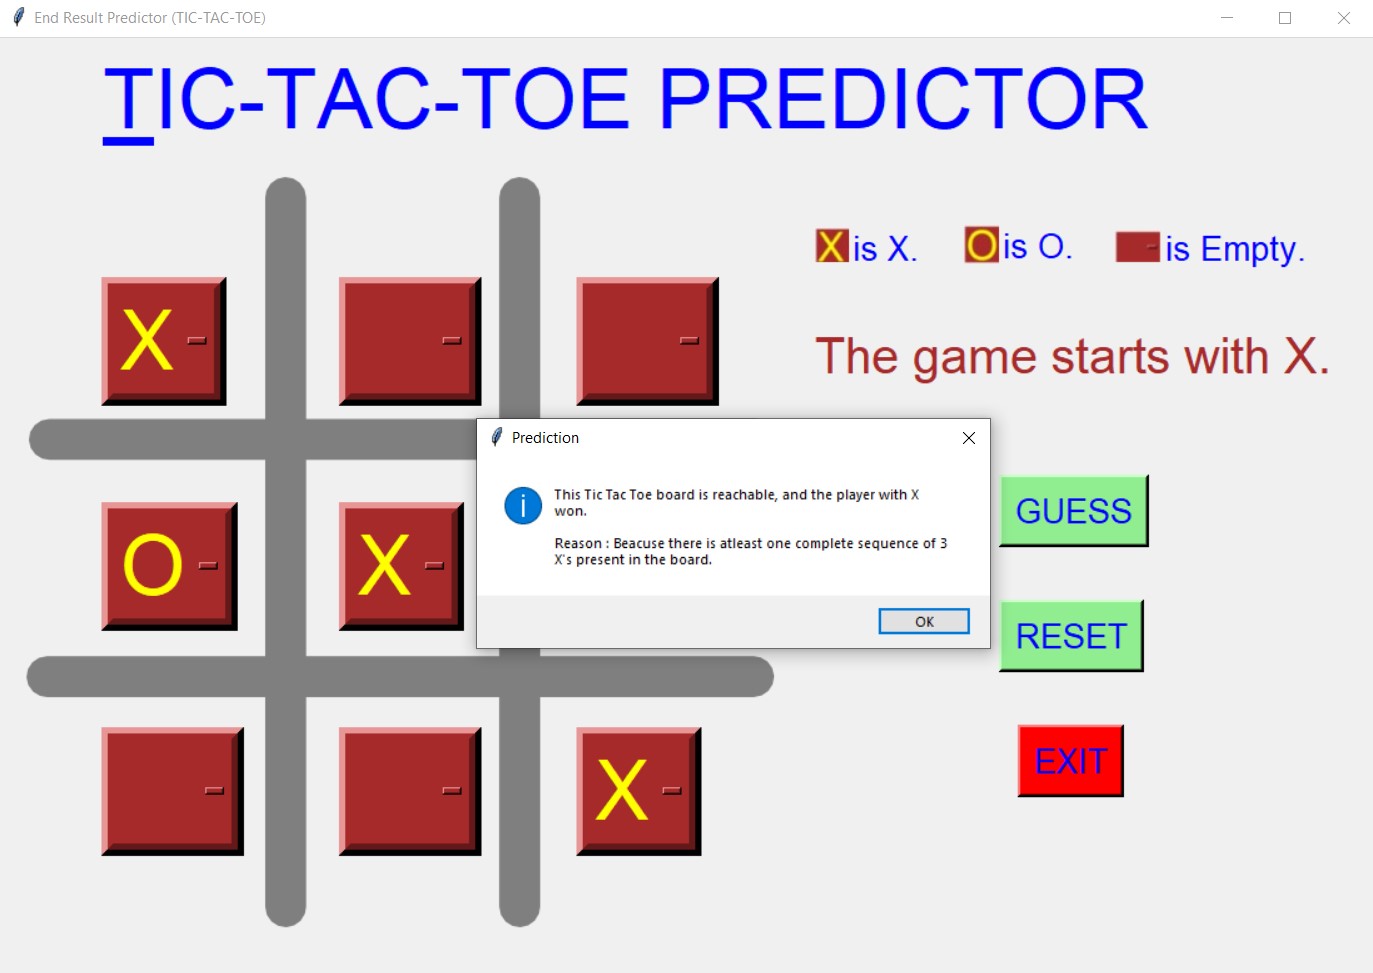 End Result Predictor (TIC-TAC-TOE)
TIC-TAC-TOE PREDICTOR
X is X. O is O. is Empty.
The game starts with X.
X
O X
X
Prediction
This Tic Tac Toe board is reachable, and the player with X
won.
Reason : Beacuse there is atleast one complete sequence of 3
X`s present in the board.
OK
GUESS
RESET
EXIT